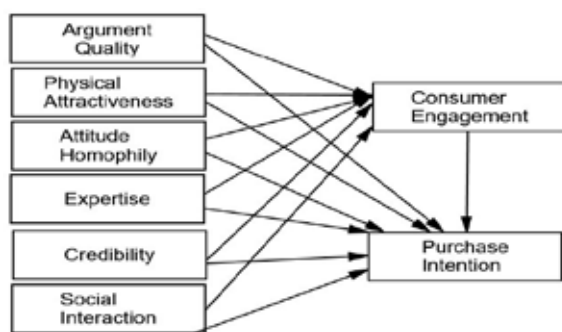 Argument
Quality
Physical
Attractiveness
Attitude
Homophily
Expertise
Credibility
Social
Interaction
Consumer
Engagement
Purchase
Intention